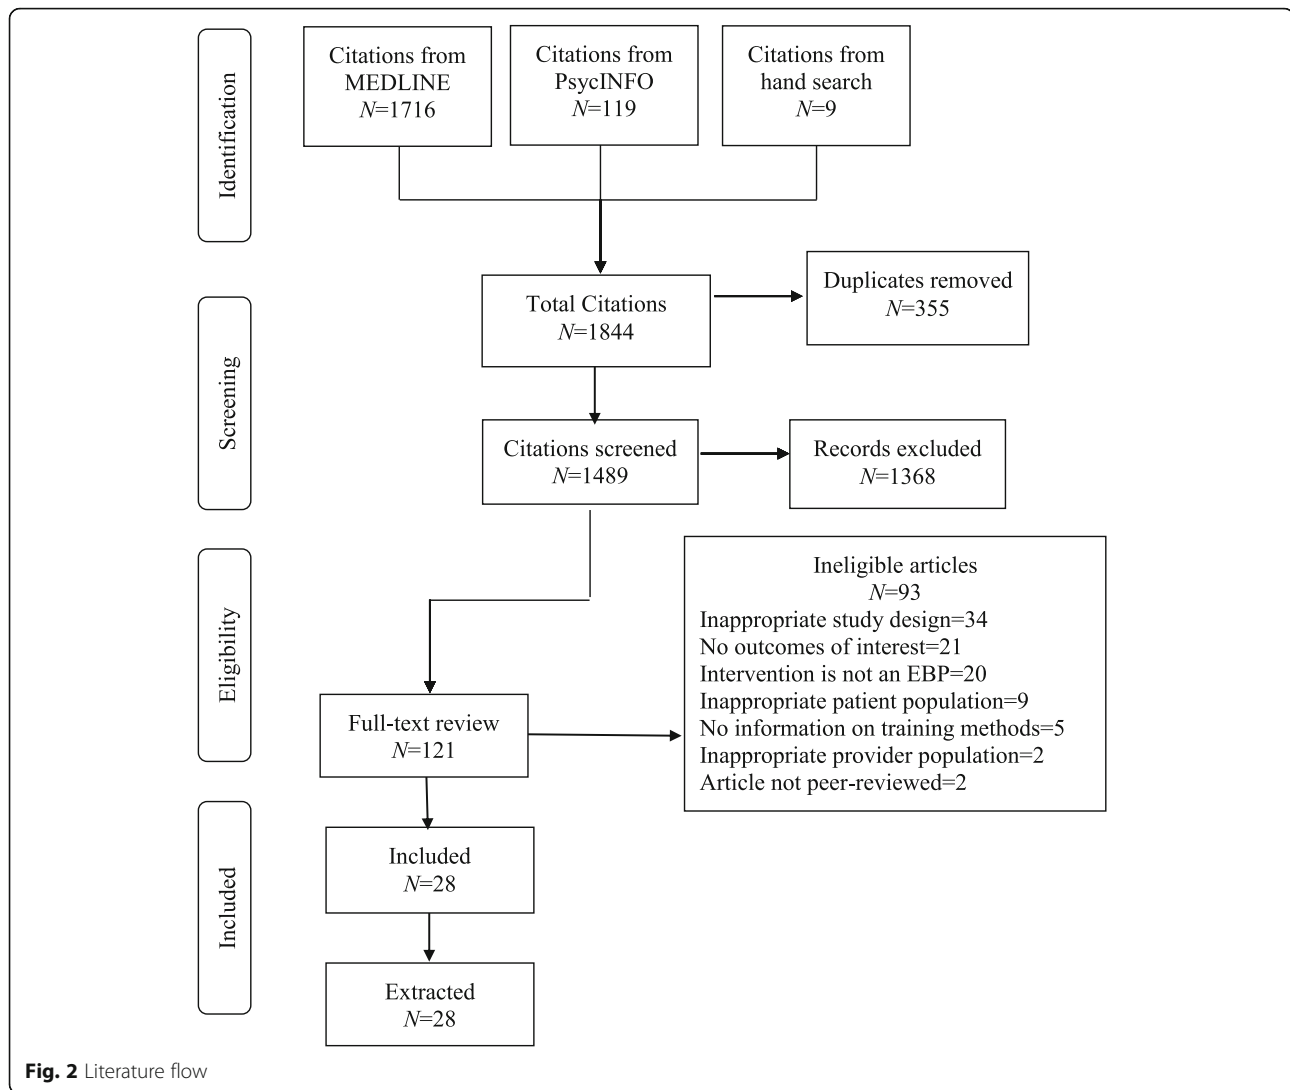 Identification
Citations from
MEDLINE
N=1716
Citations from
PsycINFO
N=119
Citations from
hand search
N=9
Screening
Total Citations
N=1844
Duplicates removed
N=355
Citations screened
N=1489
Records excluded
N=1368
Eligibility
Full-text review
N=121
Ineligible articles
N=93
Inappropriate study design=34
No outcomes of interest=21
Intervention is not an EBP=20
Inappropriate patient population=9
No information on training methods=5
Inappropriate provider population=2
Article not peer-reviewed=2
Included
Included
N=28
Extracted
N=28
Fig. 2 Literature flow